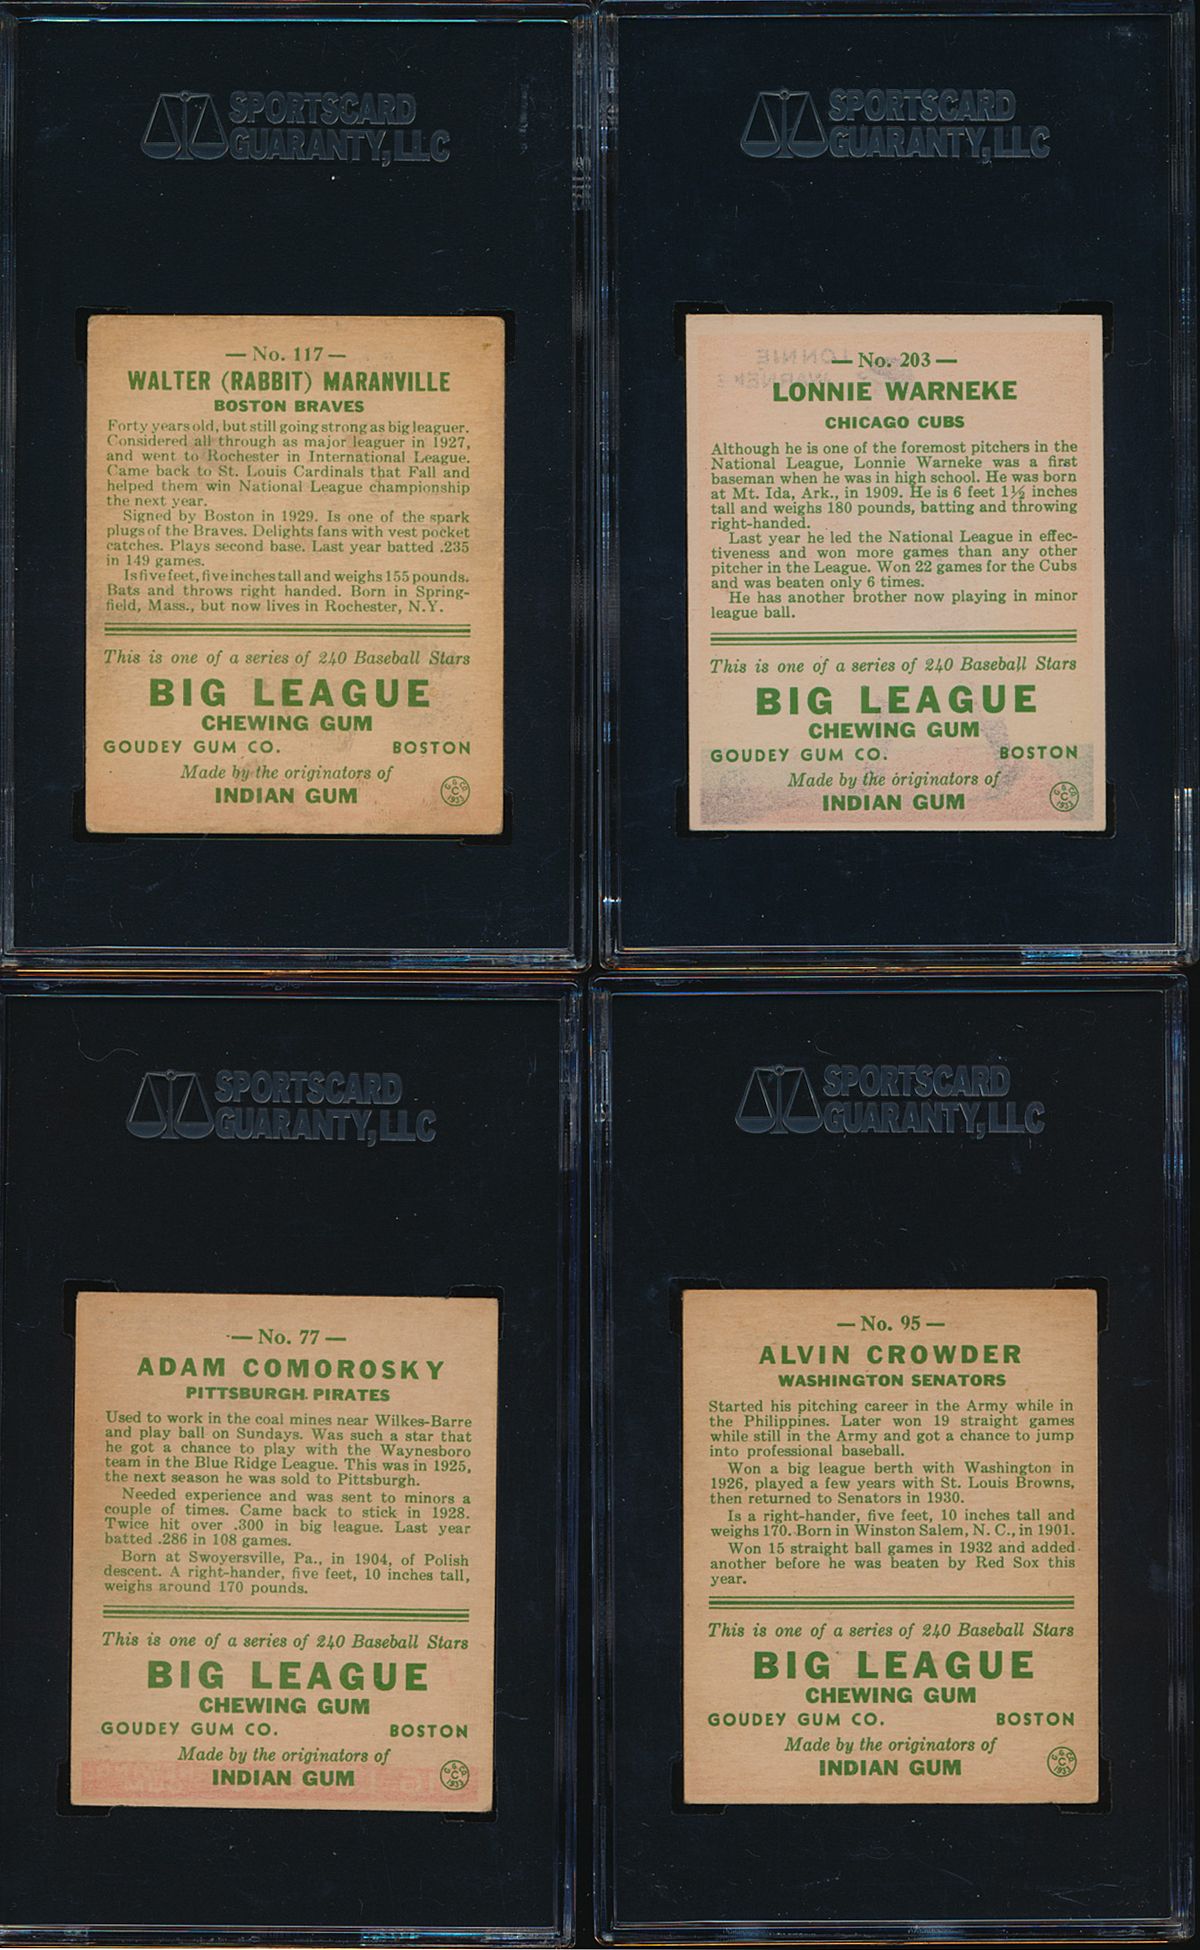 SPORTSCARD
GUARANTY, LLC
— No. 117 —
WALTER (RABBIT) MARANVILLE
BOSTON BRAVES
Forty years old, but still going strong as big leaguer.
Considered all through as major leaguer in 1927,
and went to Rochester in International League.
Came back to St. Louis Cardinals that Fall and
helped them win National League championship
the next year.
Signed by Boston in 1929. Is one of the spark
plugs of the Braves. Delights fans with vest pocket
catches. Plays second base. Last year batted .235
in 149 games.
Is five feet, five inches tall and weighs 155 pounds.
Bats and throws right handed. Born in Spring-
field, Mass., but now lives in Rochester, N.Y.
This is one of a series of 240 Baseball Stars
BIG LEAGUE
CHEWING GUM
GOUDEY GUM CO. BOSTON
Made by the originators of
INDIAN GUM
G. G. CO.
C
1933
SPORTSCARD
GUARANTY, LLC
— No. 203 —
LONNIE WARNEKE
CHICAGO CUBS
Although he is one of the foremost pitchers in the
National League, Lonnie Warneke was a first
baseman when he was in high school. He was born
at Mt. Ida, Ark., in 1909. He is 6 feet 1½ inches
tall and weighs 180 pounds, batting and throwing
right-handed.
Last year he led the National League in effec-
tiveness and won more games than any other
pitcher in the League. Won 22 games for the Cubs
and was beaten only 6 times.
He has another brother now playing in minor
league ball.
This is one of a series of 240 Baseball Stars
BIG LEAGUE
CHEWING GUM
GOUDEY GUM CO. BOSTON
Made by the originators of
INDIAN GUM
G. G. CO.
C
1933
SPORTSCARD
GUARANTY, LLC
— No. 77 —
ADAM COMOROSKY
PITTSBURGH PIRATES
Used to work in the coal mines near Wilkes-Barre
and play ball on Sundays. Was such a star that
he got a chance to play with the Waynesboro
team in the Blue Ridge League. This was in 1925,
the next season he was sold to Pittsburgh.
Needed experience and was sent to minors a
couple of times. Came back to stick in 1928.
Twice hit over .300 in big league. Last year
batted .286 in 108 games.
Born at Swoyersville, Pa., in 1904, of Polish
descent. A right-hander, five feet, 10 inches tall,
weighs around 170 pounds.
This is one of a series of 240 Baseball Stars
BIG LEAGUE
CHEWING GUM
GOUDEY GUM CO. BOSTON
Made by the originators of
INDIAN GUM
G. G. CO.
C
1933
SPORTSCARD
GUARANTY, LLC
— No. 95 —
ALVIN CROWDER
WASHINGTON SENATORS
Started his pitching career in the Army while in
the Philippines. Later won 19 straight games
while still in the Army and got a chance to jump
into professional baseball.
Won a big league berth with Washington in
1926, played a few years with St. Louis Browns,
then returned to Senators in 1930.
Is a right-hander, five feet, 10 inches tall and
weighs 170. Born in Winston Salem, N. C., in 1901.
Won 15 straight ball games in 1932 and added
another before he was beaten by Red Sox this
year.
This is one of a series of 240 Baseball Stars
BIG LEAGUE
CHEWING GUM
GOUDEY GUM CO. BOSTON
Made by the originators of
INDIAN GUM
G. G. CO.
C
1933